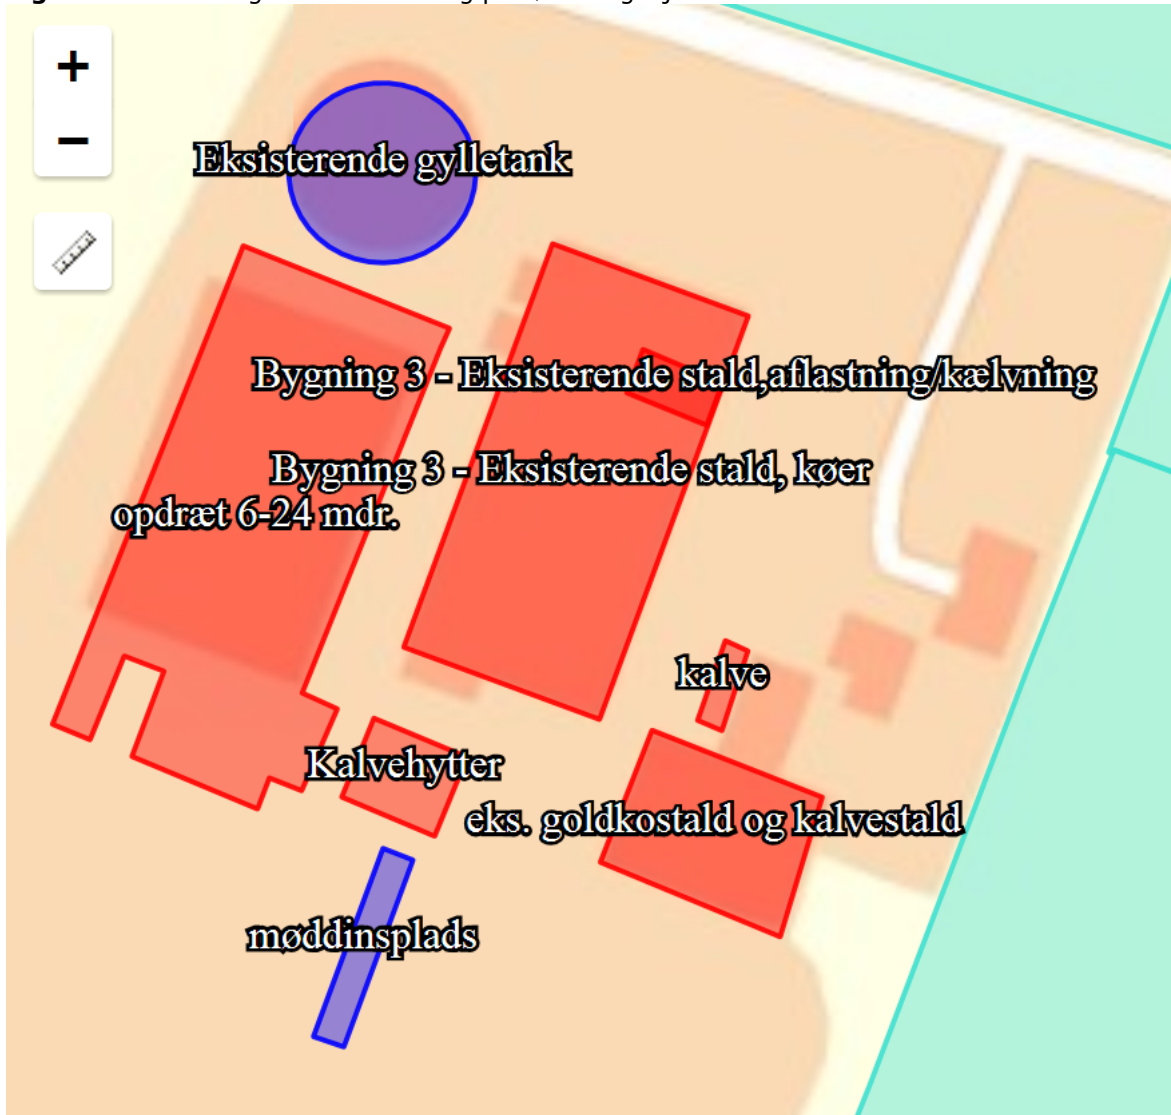 +
−
Eksisterende gylletank
Bygning 3 - Eksisterende stald,aflastning/kælvning
Bygning 3 - Eksisterende stald, køer
opdræt 6-24 mdr.
kalve
Kalvehytter
eks. goldkostald og kalvestald
møddinsplads